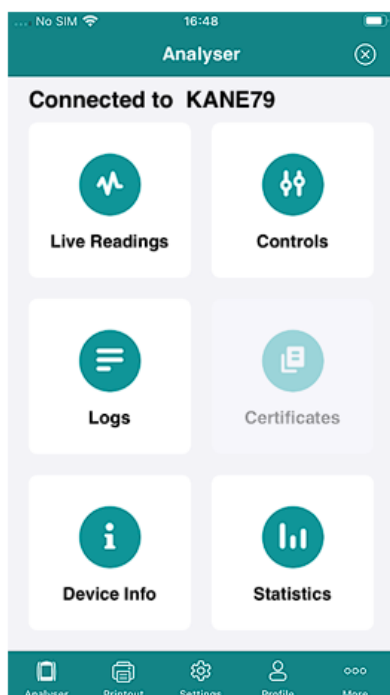 ... No SIM 16:48
Analyser
Connected to KANE79
Live Readings
Controls
Logs
Certificates
Device Info
Statistics
Analyser Printout Settings Profile More